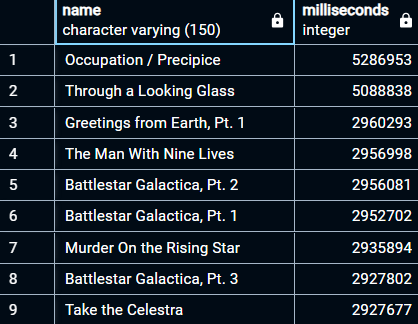 name milliseconds
character varying (150) integer
1 Occupation / Precipice 5286953
2 Through a Looking Glass 5088838
3 Greetings from Earth, Pt. 1 2960293
4 The Man With Nine Lives 2956998
5 Battlestar Galactica, Pt. 2 2956081
6 Battlestar Galactica, Pt. 1 2952702
7 Murder On the Rising Star 2935894
8 Battlestar Galactica, Pt. 3 2927802
9 Take the Celestra 2927677